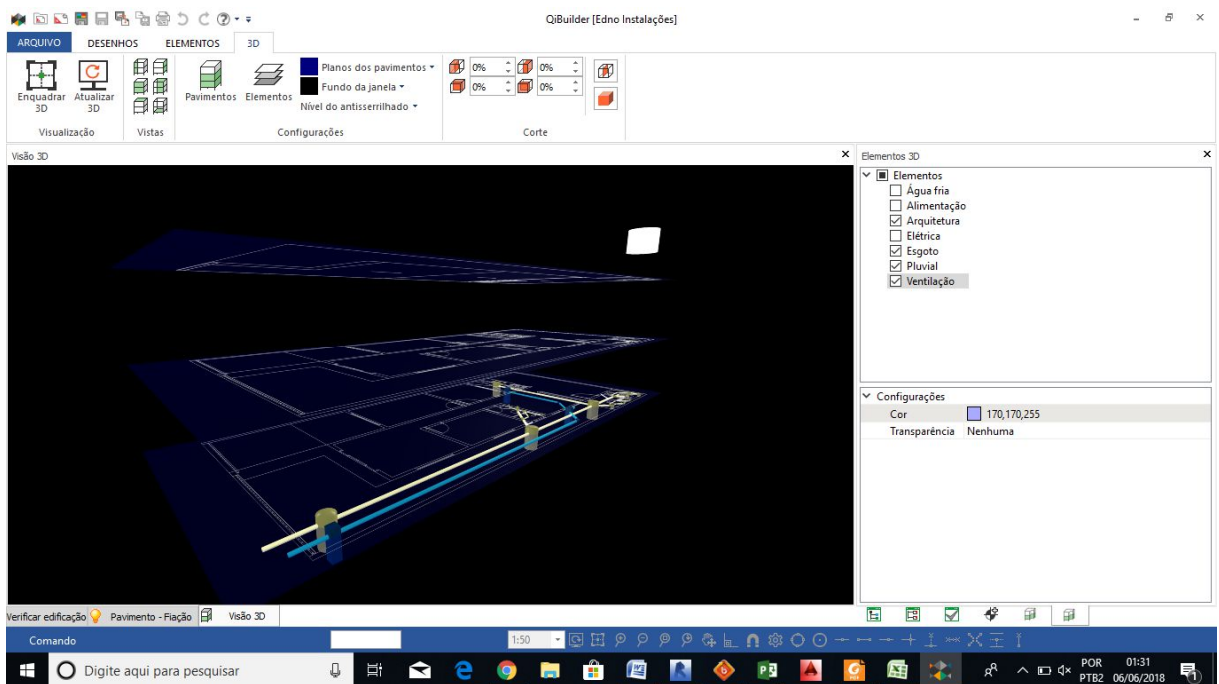 QiBuilder [Edno Instalações]
ARQUIVO DESENHOS ELEMENTOS 3D
Planos dos pavimentos 0% 0%
Fundo da janela 0% 0%
Enquadrar 3D Atualizar 3D Pavimentos Elementos Nível do antisserrilhado
Visualização Vistas Configurações Corte
Visão 3D Elementos 3D
Elementos
Água fria
Alimentação
Arquitetura
Elétrica
Esgoto
Pluvial
Ventilação
Configurações
Cor 170,170,255
Transparência Nenhuma
Verificar edificação Pavimento - Fiação Visão 3D
Comando 1:50
Digite aqui para pesquisar POR 01:31
PTB2 06/06/2018